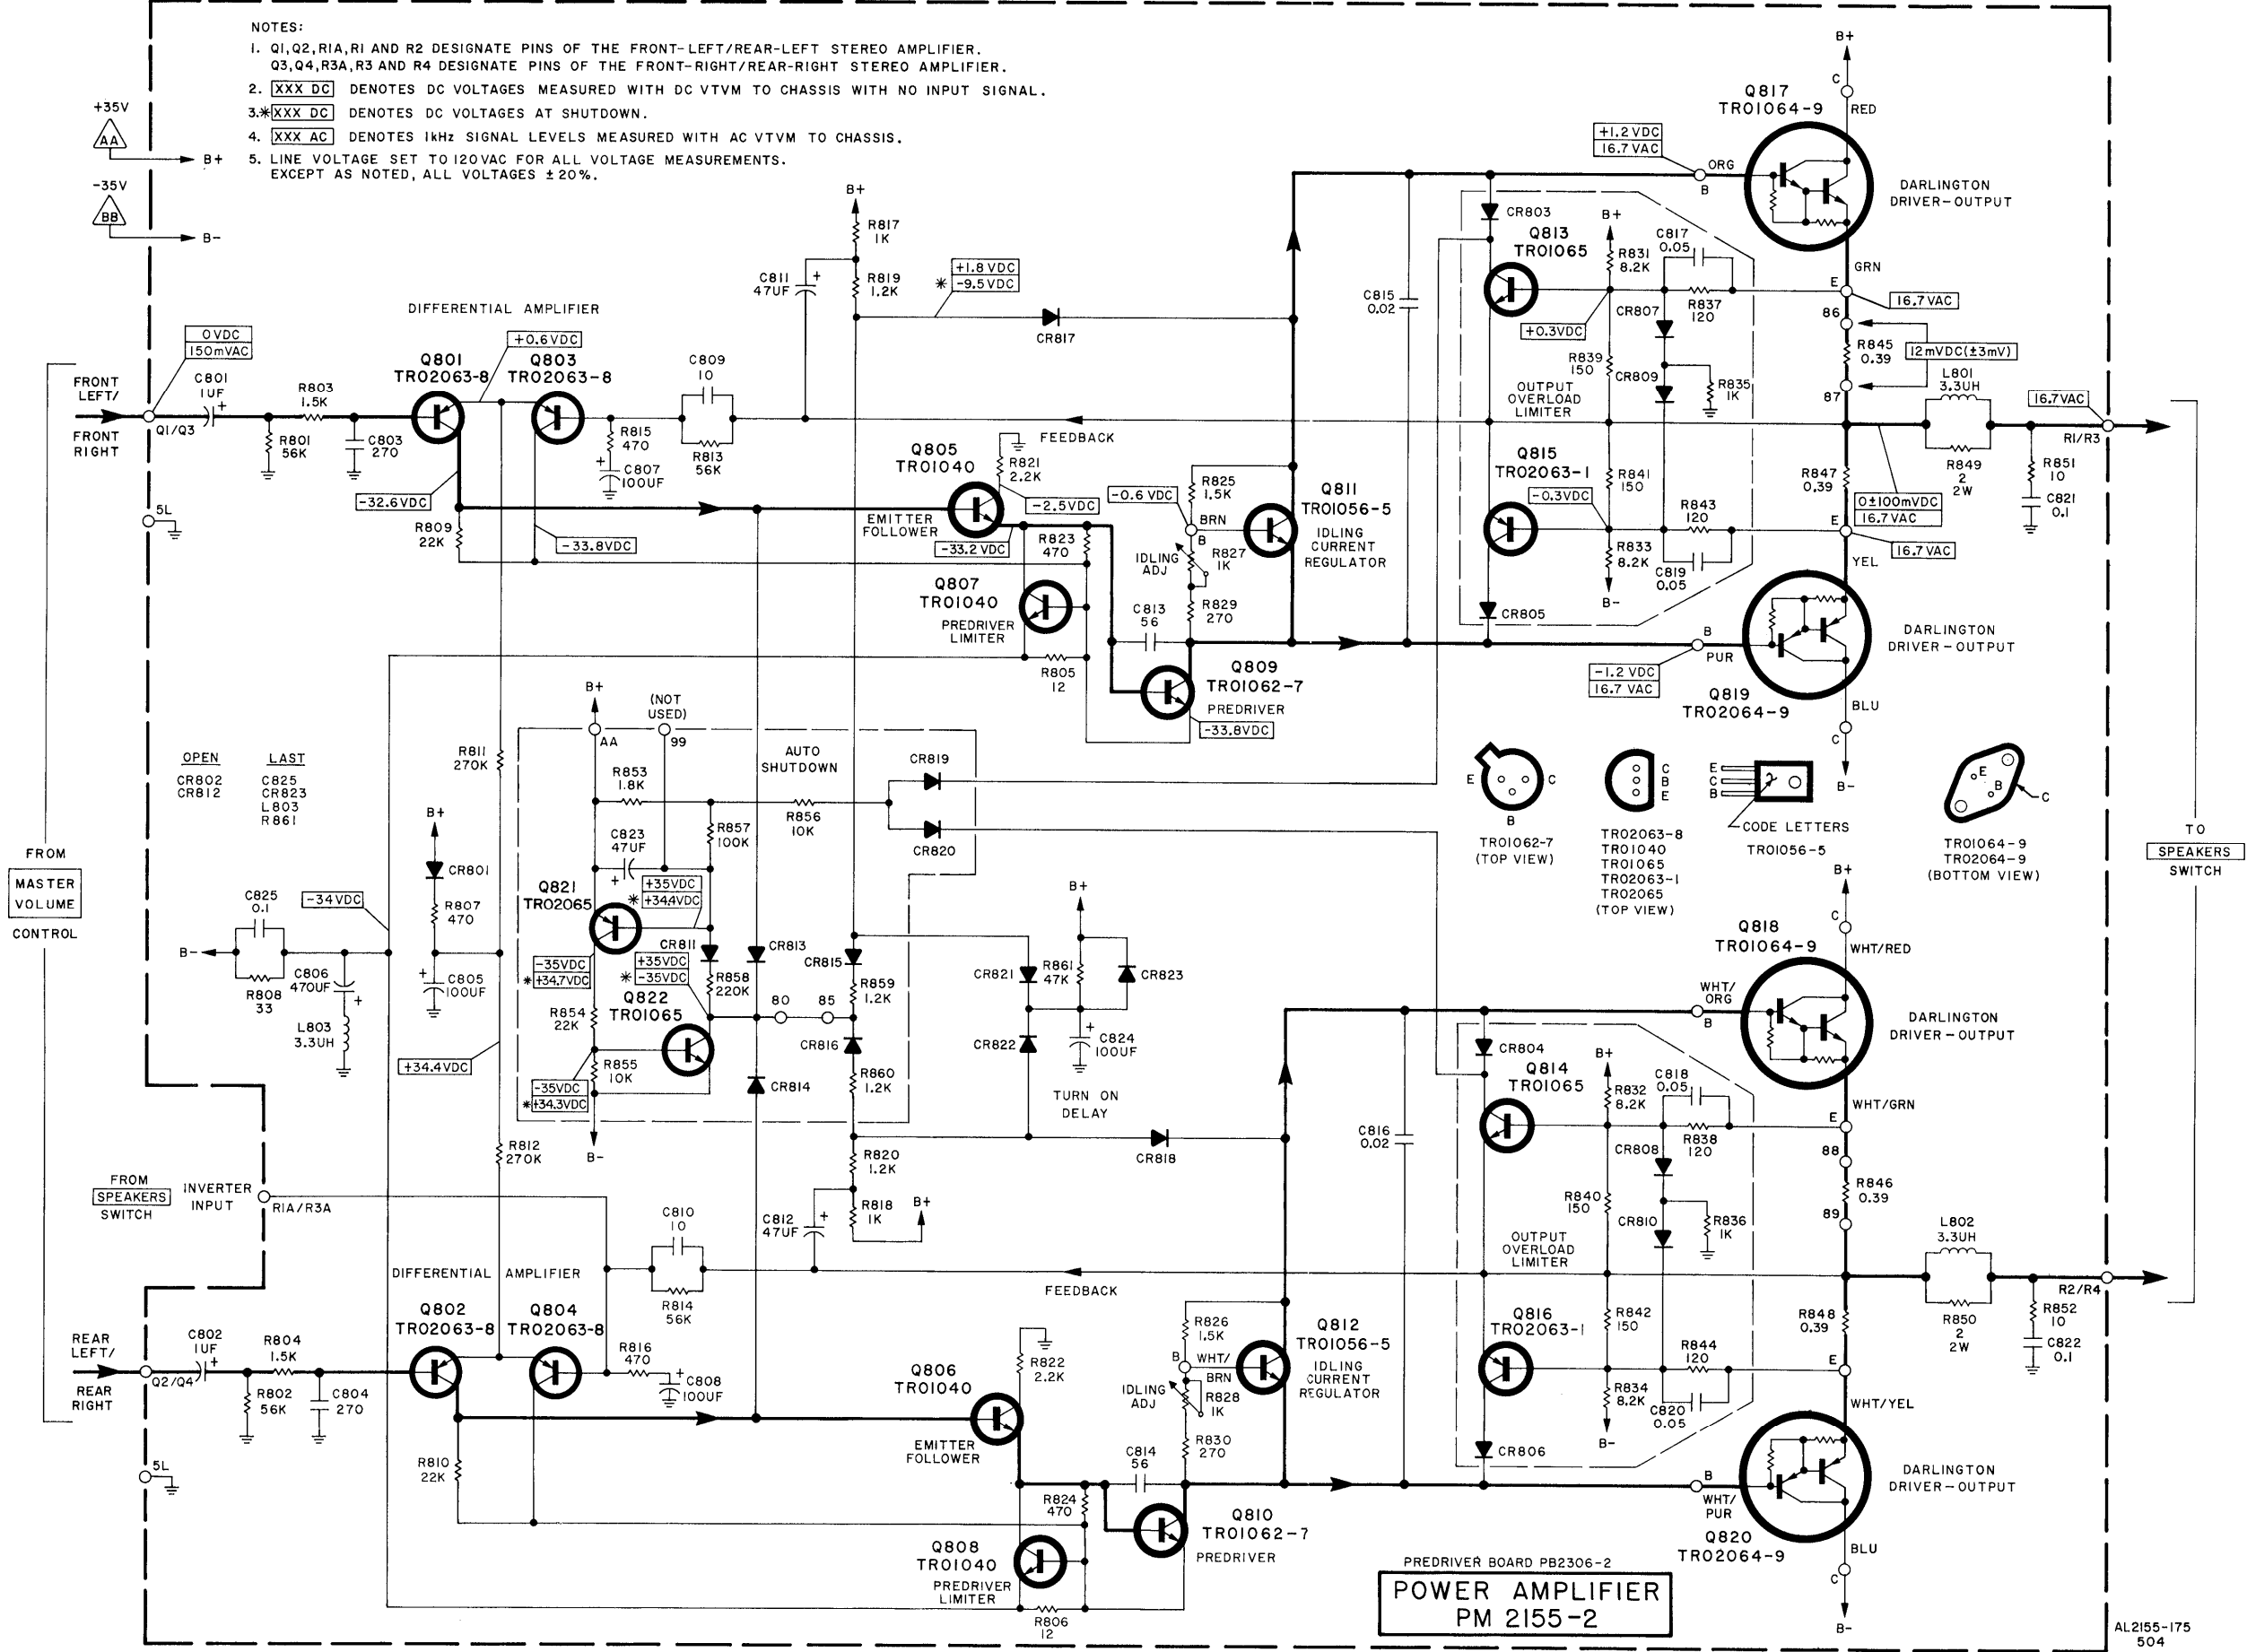 NOTES:
1. Q1,Q2,R1A,R1 AND R2 DESIGNATE PINS OF THE FRONT-LEFT/REAR-LEFT STEREO AMPLIFIER.
Q3,Q4,R3A,R3 AND R4 DESIGNATE PINS OF THE FRONT-RIGHT/REAR-RIGHT STEREO AMPLIFIER.
2. XXX DC DENOTES DC VOLTAGES MEASURED WITH DC VTVM TO CHASSIS WITH NO INPUT SIGNAL.
3.*XXX DC DENOTES DC VOLTAGES AT SHUTDOWN.
4. XXX AC DENOTES 1kHz SIGNAL LEVELS MEASURED WITH AC VTVM TO CHASSIS.
5. LINE VOLTAGE SET TO 120VAC FOR ALL VOLTAGE MEASUREMENTS.
EXCEPT AS NOTED, ALL VOLTAGES ±20%.
+35V
AA
B+
-35V
BB
B-
FRONT
LEFT/
FRONT
RIGHT
0VDC
150mVAC
Q1/Q3
C801
1UF
R801
56K
R803
1.5K
C803
270
5L
DIFFERENTIAL AMPLIFIER
Q801
TR02063-8
+0.6VDC
Q803
TR02063-8
-32.6VDC
R809
22K
-33.8VDC
R815
470
C807
100UF
C809
10
R813
56K
B+
R817
1K
C811
47UF
R819
1.2K
+1.8VDC
* -9.5VDC
CR817
FEEDBACK
Q805
TR01040
EMITTER
FOLLOWER
R821
2.2K
-2.5VDC
-33.2VDC
R823
470
Q807
TR01040
PREDRIVER
LIMITER
R805
12
C813
56
Q809
TR01062-7
PREDRIVER
-33.8VDC
-0.6 VDC
R825
1.5K
BRN
B
IDLING
ADJ
R827
1K
R829
270
Q811
TR01056-5
IDLING
CURRENT
REGULATOR
C815
0.02
+1.2VDC
16.7VAC
ORG
B
Q817
TR01064-9
B+
C
RED
DARLINGTON
DRIVER-OUTPUT
CR803
Q813
TR01065
B+
R831
8.2K
C817
0.05
R837
120
GRN
E
16.7VAC
86
+0.3VDC
CR807
R839
150
CR809
R835
1K
R845
0.39
12mVDC(±3mV)
87
OUTPUT
OVERLOAD
LIMITER
L801
3.3UH
R849
2
2W
16.7VAC
R1/R3
R851
10
C821
0.1
Q815
TR02063-1
-0.3VDC
R841
150
R843
120
R847
0.39
0±100mVDC
16.7VAC
E
16.7VAC
YEL
R833
8.2K
C819
0.05
B-
CR805
B
PUR
-1.2 VDC
16.7 VAC
Q819
TR02064-9
DARLINGTON
DRIVER-OUTPUT
BLU
C
B-
OPEN
CR802
CR812
LAST
C825
CR823
L803
R861
FROM
MASTER
VOLUME
CONTROL
R811
270K
B+
CR801
R807
470
C805
100UF
-34VDC
C825
0.1
B-
R808
33
C806
470UF
L803
3.3UH
+34.4VDC
R812
270K
B+
(NOT
USED)
AA
99
AUTO
SHUTDOWN
R853
1.8K
R856
10K
R857
100K
C823
47UF
CR819
CR820
Q821
TR02065
+35VDC
* +34.4VDC
CR811
CR813
CR815
-35VDC
*+34.7VDC
+35VDC
* -35VDC
R858
220K
R859
1.2K
Q822
TR01065
80
85
R854
22K
CR816
R855
10K
CR814
R860
1.2K
-35VDC
*+34.3VDC
B-
CR821
B+
R861
47K
CR823
CR822
C824
100UF
TURN ON
DELAY
CR818
R820
1.2K
R818
1K
B+
C812
47UF
E
C
B
TR01062-7
(TOP VIEW)
C
B
E
TR02063-8
TR01040
TR01065
TR02063-1
TR02065
(TOP VIEW)
E
C
B
CODE LETTERS
TR01056-5
E
B
C
TR01064-9
TR02064-9
(BOTTOM VIEW)
TO
SPEAKERS
SWITCH
FROM
SPEAKERS
SWITCH
INVERTER
INPUT
R1A/R3A
C810
10
R814
56K
FEEDBACK
DIFFERENTIAL AMPLIFIER
Q802
TR02063-8
Q804
TR02063-8
REAR
LEFT/
REAR
RIGHT
Q2/Q4
C802
1UF
R804
1.5K
R802
56K
C804
270
5L
R816
470
C808
100UF
R810
22K
Q806
TR01040
EMITTER
FOLLOWER
R822
2.2K
R824
470
Q808
TR01040
PREDRIVER
LIMITER
R806
12
C814
56
Q810
TR01062-7
PREDRIVER
R826
1.5K
B
WHT/
BRN
IDLING
ADJ
R828
1K
R830
270
Q812
TR01056-5
IDLING
CURRENT
REGULATOR
C816
0.02
WHT/
ORG
B
Q818
TR01064-9
B+
C
WHT/RED
DARLINGTON
DRIVER-OUTPUT
CR804
Q814
TR01065
B+
R832
8.2K
C818
0.05
R838
120
WHT/GRN
E
88
CR808
R840
150
CR810
R836
1K
R846
0.39
89
OUTPUT
OVERLOAD
LIMITER
L802
3.3UH
R850
2
2W
R2/R4
R852
10
C822
0.1
Q816
TR02063-1
R842
150
R844
120
R848
0.39
E
R834
8.2K
C820
0.05
B-
WHT/YEL
CR806
B
WHT/
PUR
Q820
TR02064-9
DARLINGTON
DRIVER-OUTPUT
BLU
C
B-
PREDRIVER BOARD PB2306-2
POWER AMPLIFIER
PM 2155-2
AL2155-175
504